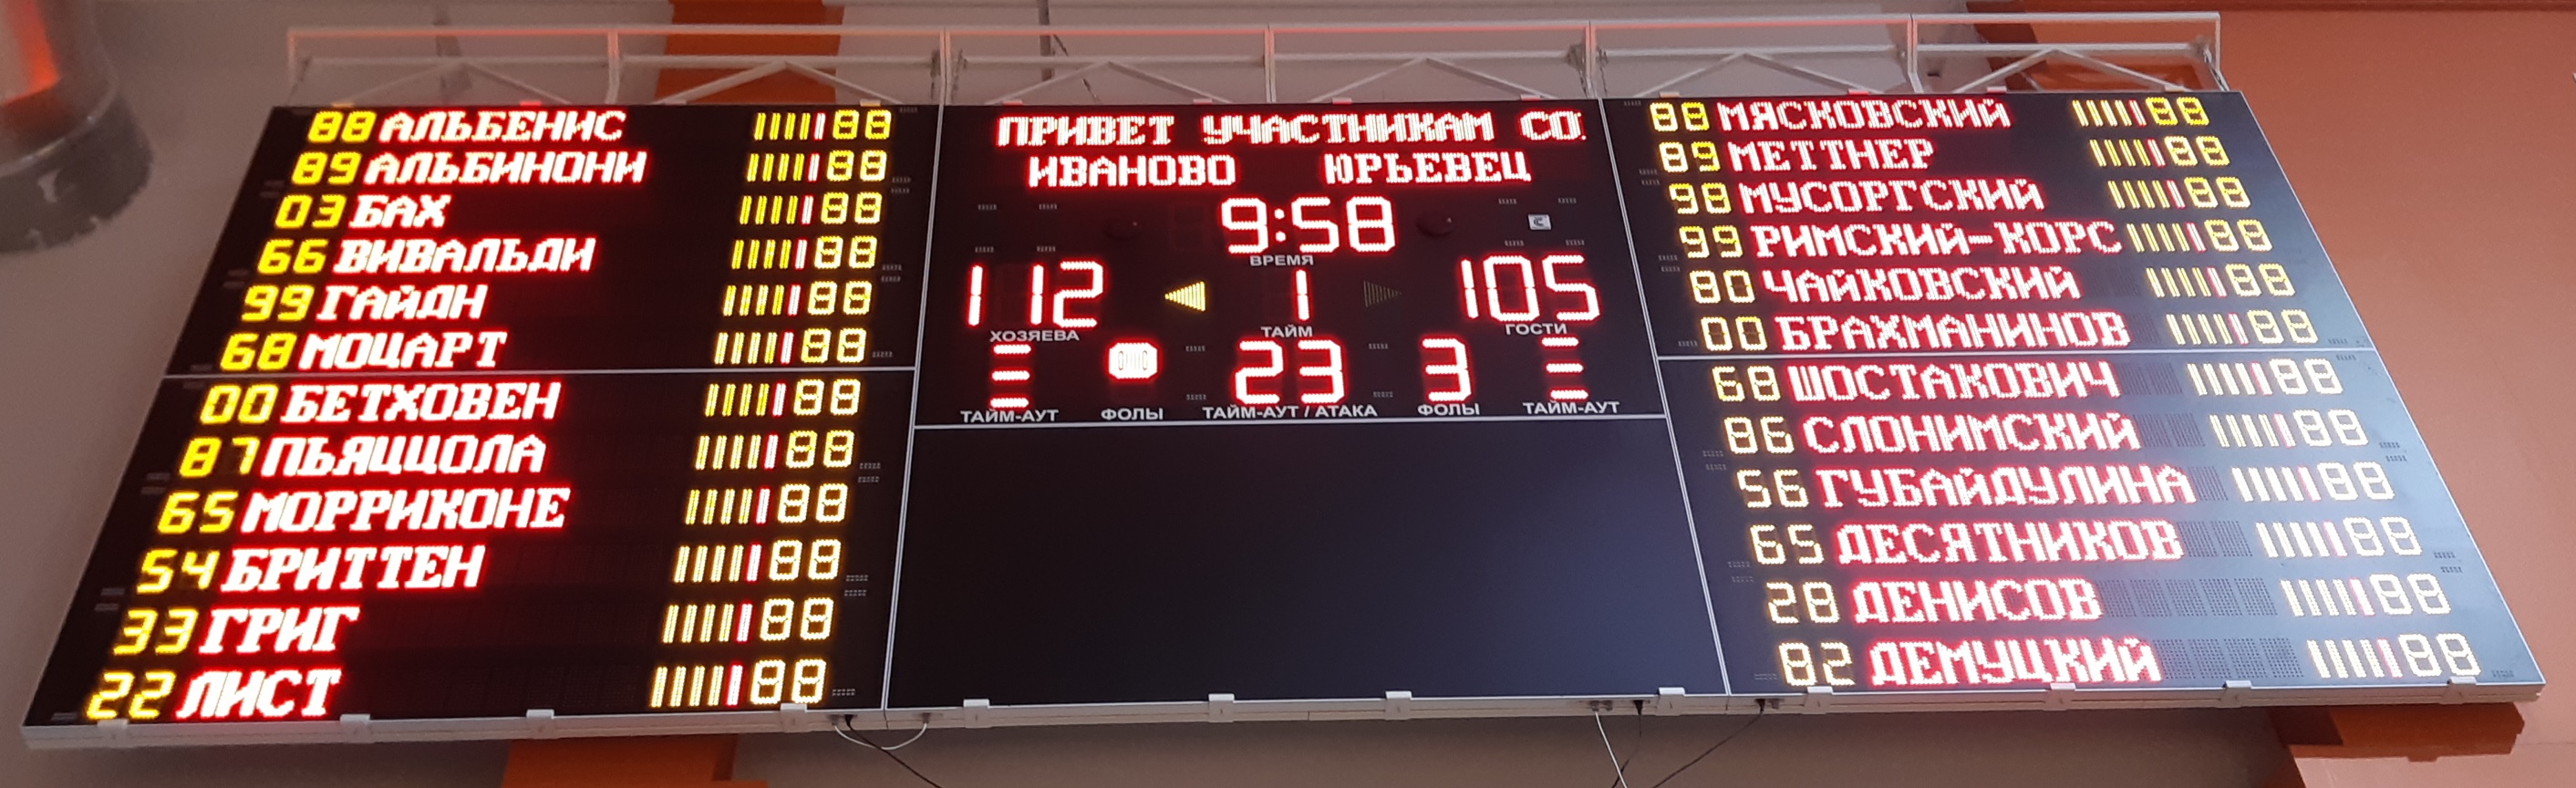 88 АЛЬБЕНИС 88
89 АЛЬБИНОНИ 88
03 БАХ 88
66 ВИВАЛЬДИ 88
99 ГАЙДН 88
68 МОЦАРТ 88
00 БЕТХОВЕН 88
87 ПЬЯЦЦОЛА 88
65 МОРРИКОНЕ 88
54 БРИТТЕН 88
33 ГРИГ 88
22 ЛИСТ 88
ПРИВЕТ УЧАСТНИКАМ СО
ИВАНОВО ЮРЬЕВЕЦ
9:58
ВРЕМЯ
112 1 105
ХОЗЯЕВА ТАЙМ ГОСТИ
23 3
ТАЙМ-АУТ ФОЛЫ ТАЙМ-АУТ / АТАКА ФОЛЫ ТАЙМ-АУТ
88 МЯСКОВСКИЙ 88
89 МЕТТНЕР 88
98 МУСОРГСКИЙ 88
99 РИМСКИЙ-КОРС 88
80 ЧАЙКОВСКИЙ 88
00 БРАХМАНИНОВ 88
68 ШОСТАКОВИЧ 88
86 СЛОНИМСКИЙ 88
56 ГУБАЙДУЛИНА 88
65 ДЕСЯТНИКОВ 88
28 ДЕНИСОВ 88
82 ДЕМУЦКИЙ 88